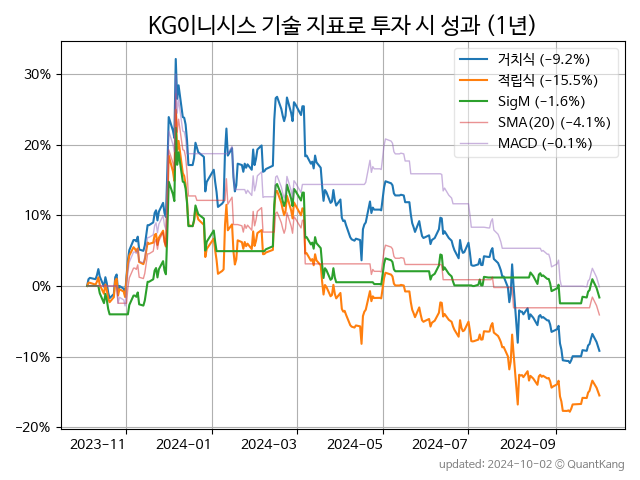 KG이니시스 기술 지표로 투자 시 성과 (1년)
거치식 (−9.2%)
적립식 (−15.5%)
SigM (−1.6%)
SMA(20) (−4.1%)
MACD (−0.1%)
30%
20%
10%
0%
−10%
−20%
2023-11 2024-01 2024-03 2024-05 2024-07 2024-09
updated: 2024-10-02 © QuantKang